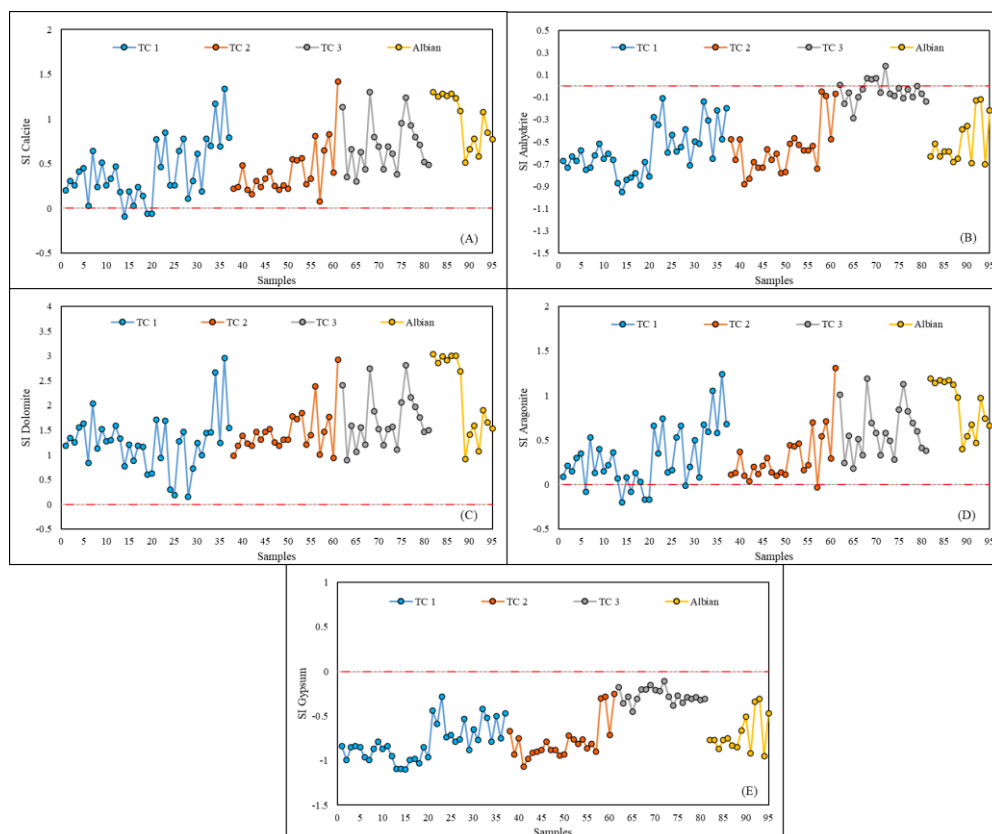 2
TC 1 TC 2 TC 3 Albian
1.5
1
0.5
0
-0.5
SI Calcite
0 5 10 15 20 25 30 35 40 45 50 55 60 65 70 75 80 85 90 95
Samples
(A)
0.5
TC 1 TC 2 TC 3 Albian
0.3
0.1
-0.1
-0.3
-0.5
-0.7
-0.9
-1.1
-1.3
-1.5
SI Anhydrite
0 5 10 15 20 25 30 35 40 45 50 55 60 65 70 75 80 85 90 95
Samples
(B)
4
TC 1 TC 2 TC 3 Albian
3.5
3
2.5
2
1.5
1
0.5
0
-0.5
SI Dolomite
0 5 10 15 20 25 30 35 40 45 50 55 60 65 70 75 80 85 90 95
Samples
(C)
2
TC 1 TC 2 TC 3 Albian
1.5
1
0.5
0
-0.5
SI Aragonite
0 5 10 15 20 25 30 35 40 45 50 55 60 65 70 75 80 85 90 95
Samples
(D)
1
TC 1 TC 2 TC 3 Albian
0.5
0
-0.5
-1
-1.5
SI Gypsum
0 5 10 15 20 25 30 35 40 45 50 55 60 65 70 75 80 85 90 95
Samples
(E)